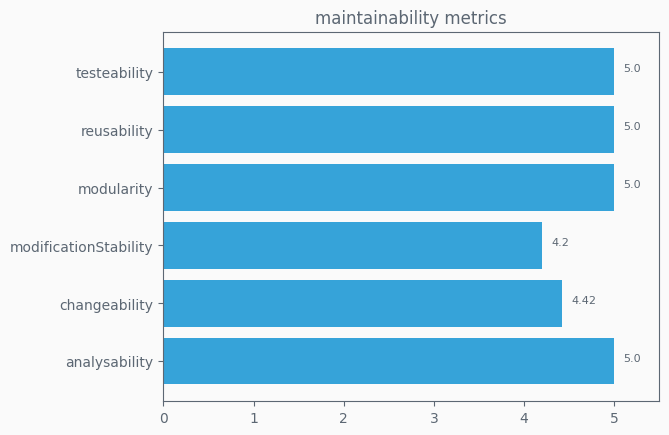 maintainability metrics
testeability
5.0
reusability
5.0
modularity
5.0
modificationStability
4.2
changeability
4.42
analysability
5.0
0 1 2 3 4 5